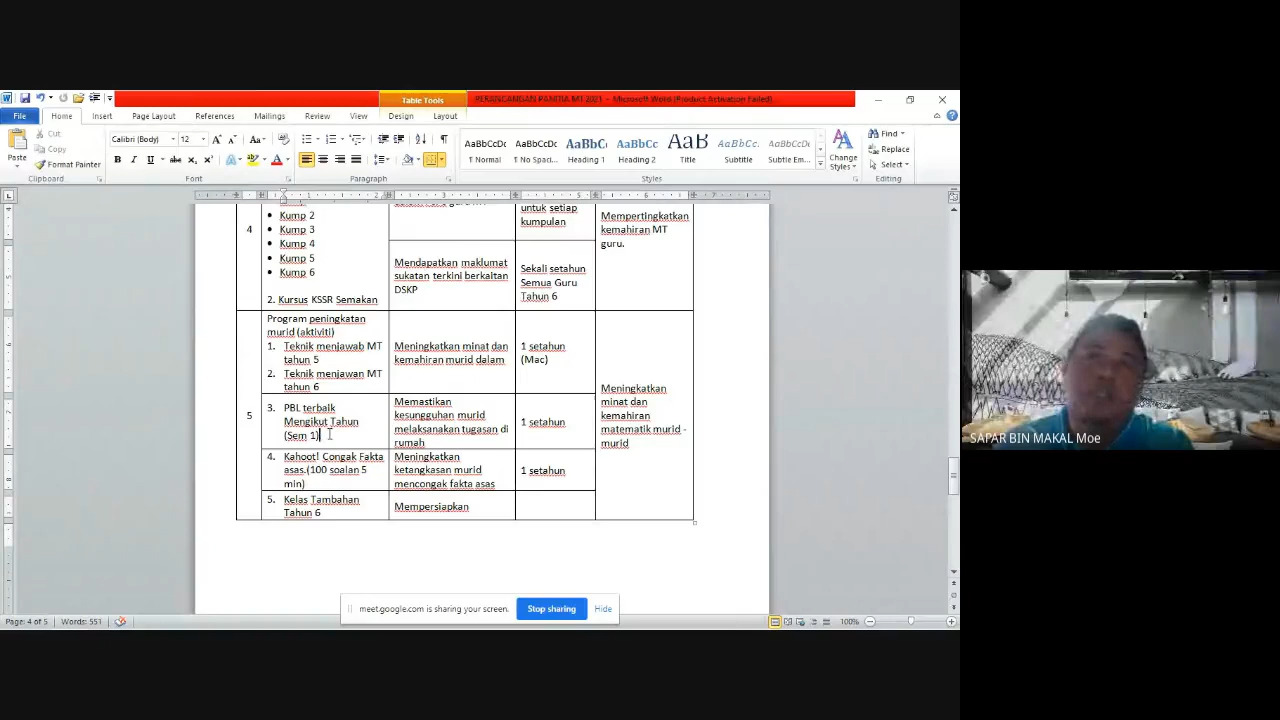 PERANCANGAN PANITIA MT 2021 - Microsoft Word (Product Activation Failed)
Table Tools
File Home Insert Page Layout References Mailings Review View Design Layout
Paste
Cut
Copy
Format Painter
Clipboard
Calibri (Body) 12
Font
Paragraph
AaBbCcDc AaBbCcDc AaBbC AaBbCc AaB AaBbCc. AaBbCcDc
¶ Normal ¶ No Spaci... Heading 1 Heading 2 Title Subtitle Subtle Em...
Styles
Change Styles
Find
Replace
Select
Editing
4
Kump 2
Kump 3
Kump 4
Kump 5
Kump 6
2. Kursus KSSR Semakan
Mendapatkan maklumat
sukatan terkini berkaitan
DSKP
untuk setiap
kumpulan
Sekali setahun
Semua Guru
Tahun 6
Mempertingkatkan
kemahiran MT
guru.
5
Program peningkatan
murid (aktiviti)
1. Teknik menjawab MT
tahun 5
2. Teknik menjawan MT
tahun 6
Meningkatkan minat dan
kemahiran murid dalam
1 setahun
(Mac)
3. PBL terbaik
Mengikut Tahun
(Sem 1)
Memastikan
kesungguhan murid
melaksanakan tugasan di
rumah
1 setahun
4. Kahoot! Congak Fakta
asas.(100 soalan 5
min)
Meningkatkan
ketangkasan murid
mencongak fakta asas
1 setahun
5. Kelas Tambahan
Tahun 6
Mempersiapkan
Meningkatkan
minat dan
kemahiran
matematik murid -
murid
meet.google.com is sharing your screen.
Stop sharing
Hide
Page: 4 of 5
Words: 551
100%
SAPAR BIN MAKAL Moe